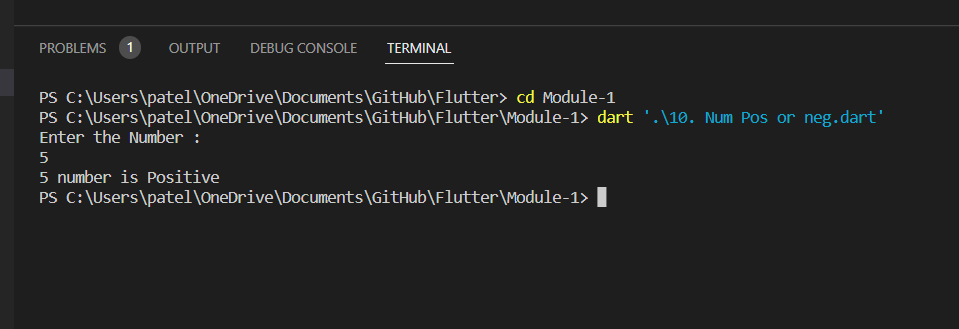 PROBLEMS 1 OUTPUT DEBUG CONSOLE TERMINAL
PS C:\Users\patel\OneDrive\Documents\GitHub\Flutter> cd Module-1
PS C:\Users\patel\OneDrive\Documents\GitHub\Flutter\Module-1> dart '.\10. Num Pos or neg.dart'
Enter the Number :
5
5 number is Positive
PS C:\Users\patel\OneDrive\Documents\GitHub\Flutter\Module-1>